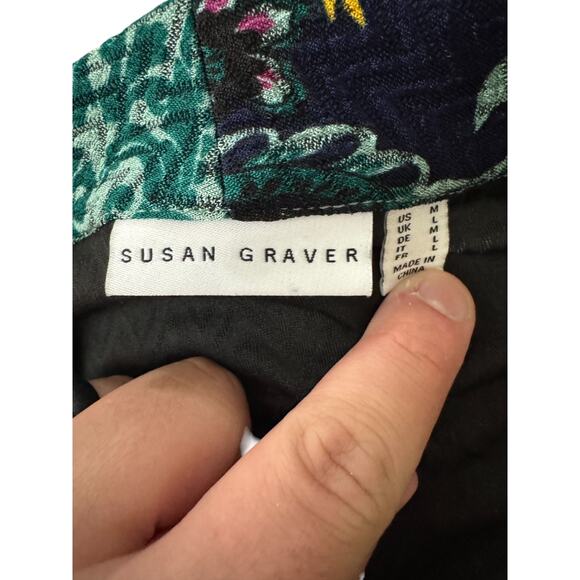 SUSAN GRAVER
US M
UK L
DE M
IT L
FR L
MADE IN
CHINA